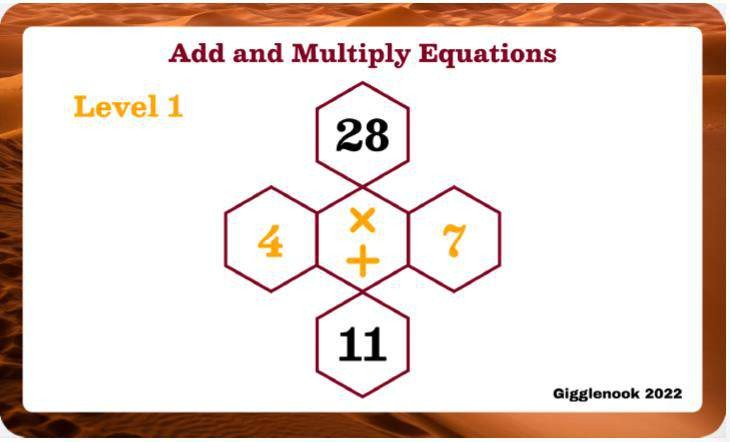 Add and Multiply Equations
Level 1
28
4 × 7
+
11
Gigglenook 2022